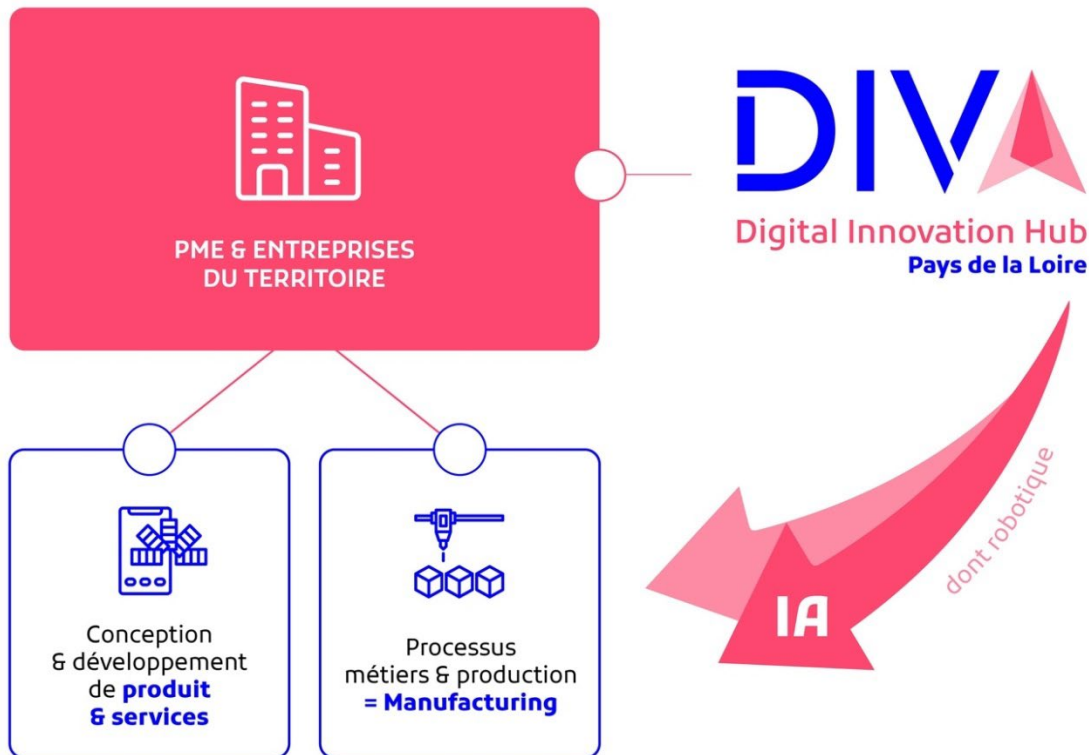 PME & ENTREPRISES
DU TERRITOIRE
DIVA
Digital Innovation Hub
Pays de la Loire
Conception
& développement
de produit
& services
Processus
métiers & production
= Manufacturing
IA
dont robotique